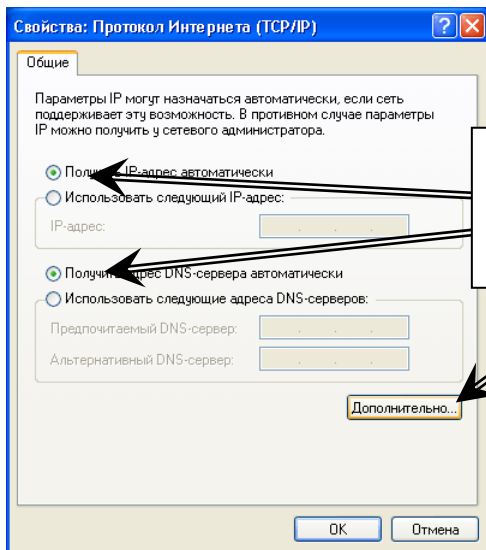 Свойства: Протокол Интернета (TCP/IP)
Общие
Параметры IP могут назначаться автоматически, если сеть
поддерживает эту возможность. В противном случае параметры
IP можно получить у сетевого администратора.
IP-адрес автоматически
Использовать следующий IP-адрес:
IP-адрес:
DNS-сервера автоматически
Использовать следующие адреса DNS-серверов:
Предпочитаемый DNS-сервер:
Альтернативный DNS-сервер:
Дополнительно...
OK Отмена